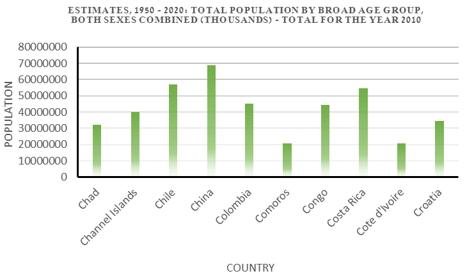 ESTIMATES, 1950 - 2020: TOTAL POPULATION BY BROAD AGE GROUP,
BOTH SEXES COMBINED (THOUSANDS) - TOTAL FOR THE YEAR 2010
80000000
70000000
60000000
50000000
40000000
30000000
20000000
10000000
0
POPULATION
Chad
Channel Islands
Chile
China
Colombia
Comoros
Congo
Costa Rica
Cote d'Ivoire
Croatia
COUNTRY